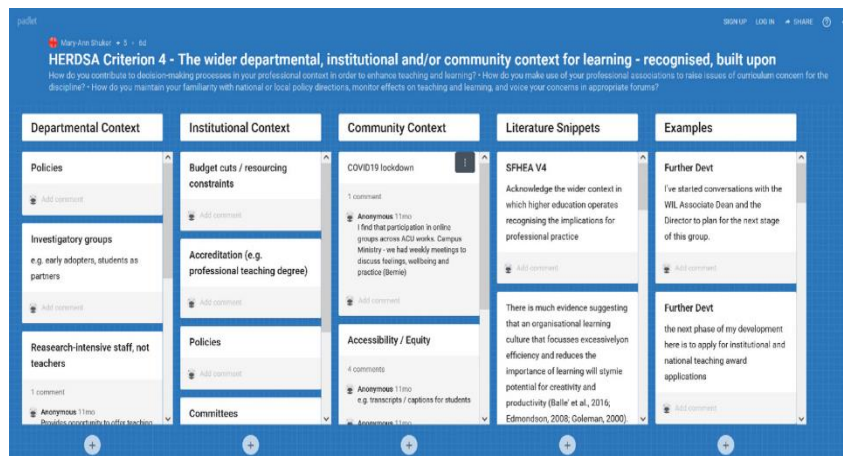 padlet
SIGN UP LOG IN SHARE
Mary-Ann Shuker + 5 • 6d
HERDSA Criterion 4 - The wider departmental, institutional and/or community context for learning - recognised, built upon
How do you contribute to decision-making processes in your professional context in order to enhance teaching and learning? • How do you make use of your professional associations to raise issues of curriculum concern for the
discipline? • How do you maintain your familiarity with national or local policy directions, monitor effects on teaching and learning, and voice your concerns in appropriate forums?
Departmental Context
Policies
Add comment
Investigatory groups
e.g. early adopters, students as
partners
Add comment
Reasearch-intensive staff, not
teachers
1 comment
Anonymous 11mo
Provides opportunity to offer teaching
Institutional Context
Budget cuts / resourcing
constraints
Add comment
Accreditation (e.g.
professional teaching degree)
Add comment
Policies
Add comment
Committees
Community Context
COVID19 lockdown
1 comment
Anonymous 11mo
I find that participation in online
groups across ACU works. Campus
Ministry - we had weekly meetings to
discuss feelings, wellbeing and
practice (Bernie)
Add comment
Accessibility / Equity
4 comments
Anonymous 11mo
e.g. transcripts / captions for students
Anonymous 11mo
Literature Snippets
SFHEA V4
Acknowledge the wider context in
which higher education operates
recognising the implications for
professional practice
Add comment
There is much evidence suggesting
that an organisational learning
culture that focusses excessivelyon
efficiency and reduces the
importance of learning will stymie
potential for creativity and
productivity (Balle' et al., 2016;
Edmondson, 2008; Goleman, 2000).
Examples
Further Devt
I've started conversations with the
WIL Associate Dean and the
Director to plan for the next stage
of this group.
Add comment
Further Devt
the next phase of my development
here is to apply for institutional and
national teaching award
applications
Add comment